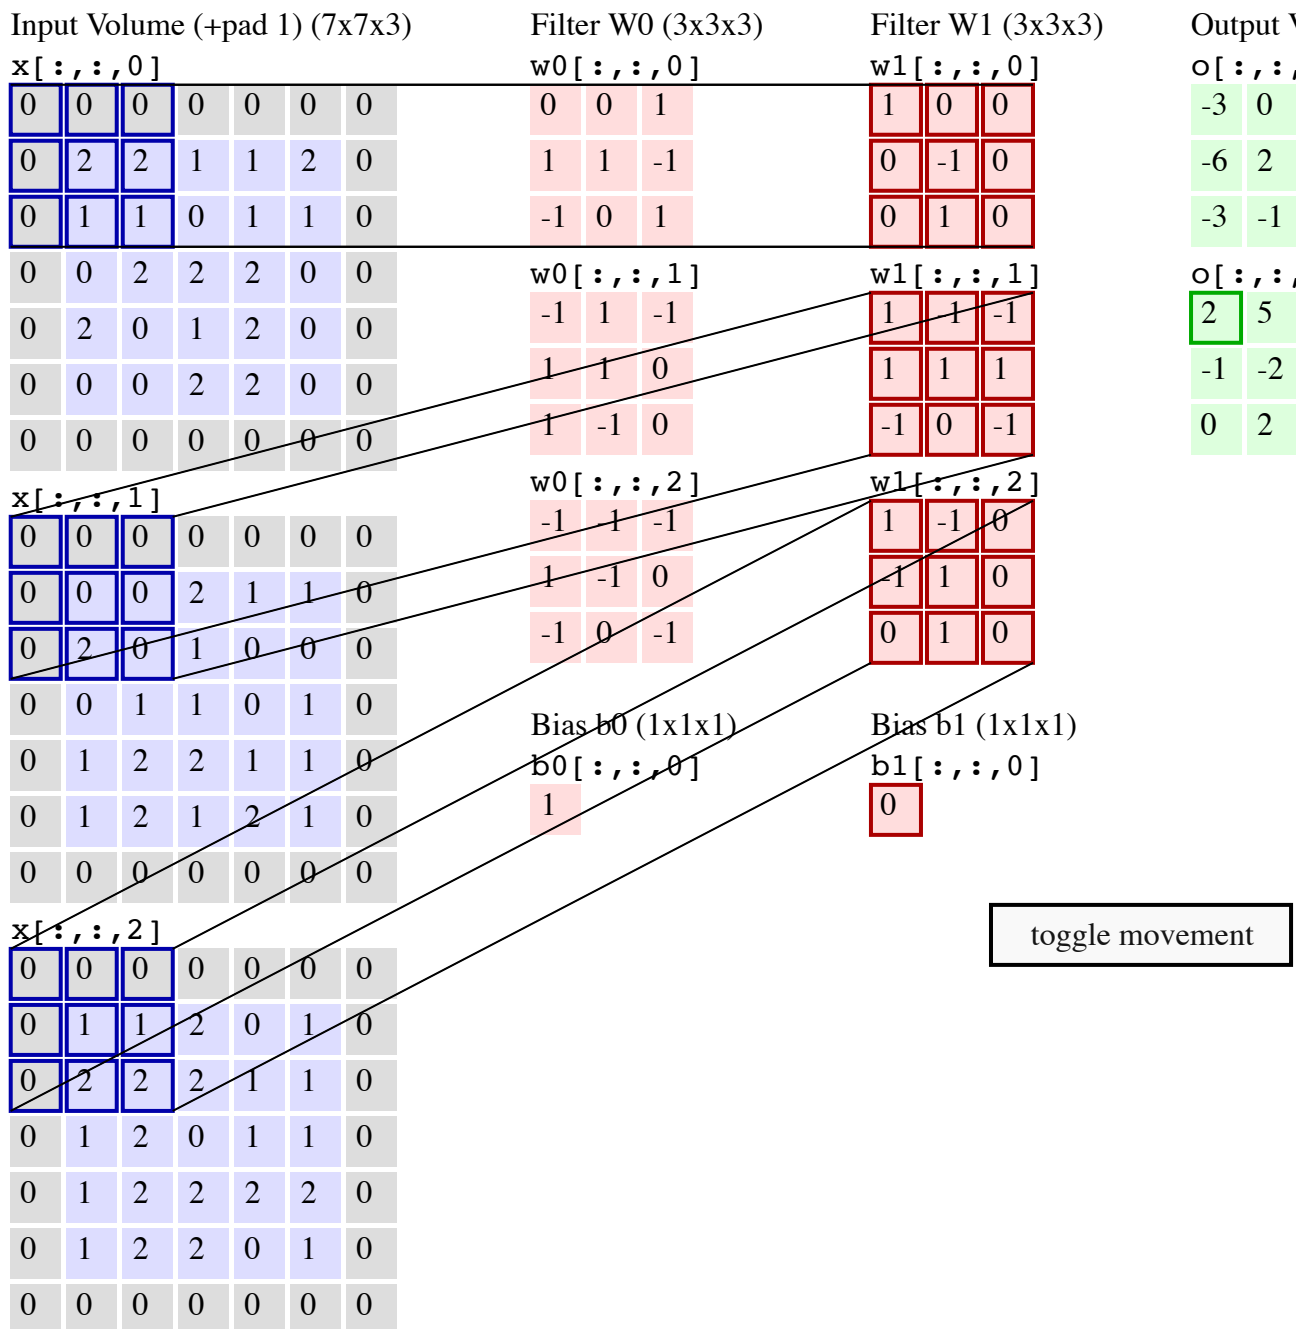 Input Volume (+pad 1) (7x7x3)
x[:,:,0]
0 0 0 0 0 0 0
0 2 2 1 1 2 0
0 1 1 0 1 1 0
0 0 2 2 2 0 0
0 2 0 1 2 0 0
0 0 0 2 2 0 0
0 0 0 0 0 0 0
x[:,:,1]
0 0 0 0 0 0 0
0 0 0 2 1 1 0
0 2 0 1 0 0 0
0 0 1 1 0 1 0
0 1 2 2 1 1 0
0 1 2 1 2 1 0
0 0 0 0 0 0 0
x[:,:,2]
0 0 0 0 0 0 0
0 1 1 2 0 1 0
0 2 2 2 1 1 0
0 1 2 0 1 1 0
0 1 2 2 2 2 0
0 1 2 2 0 1 0
0 0 0 0 0 0 0
Filter W0 (3x3x3)
w0[:,:,0]
0 0 1
1 1 -1
-1 0 1
w0[:,:,1]
-1 1 -1
1 1 0
1 -1 0
w0[:,:,2]
-1 -1 -1
1 -1 0
-1 0 -1
Bias b0 (1x1x1)
b0[:,:,0]
1
Filter W1 (3x3x3)
w1[:,:,0]
1 0 0
0 -1 0
0 1 0
w1[:,:,1]
1 -1 -1
1 1 1
-1 0 -1
w1[:,:,2]
1 -1 0
-1 1 0
0 1 0
Bias b1 (1x1x1)
b1[:,:,0]
0
Output
o[:,:,
-3 0
-6 2
-3 -1
o[:,:,
2 5
-1 -2
0 2
toggle movement